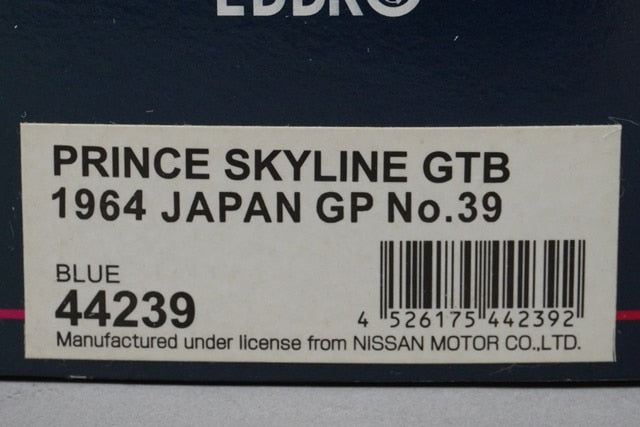 EBBRO
PRINCE SKYLINE GTB
1964 JAPAN GP No.39
BLUE
44239
4 526175 442392
Manufactured under license from NISSAN MOTOR CO.,LTD.